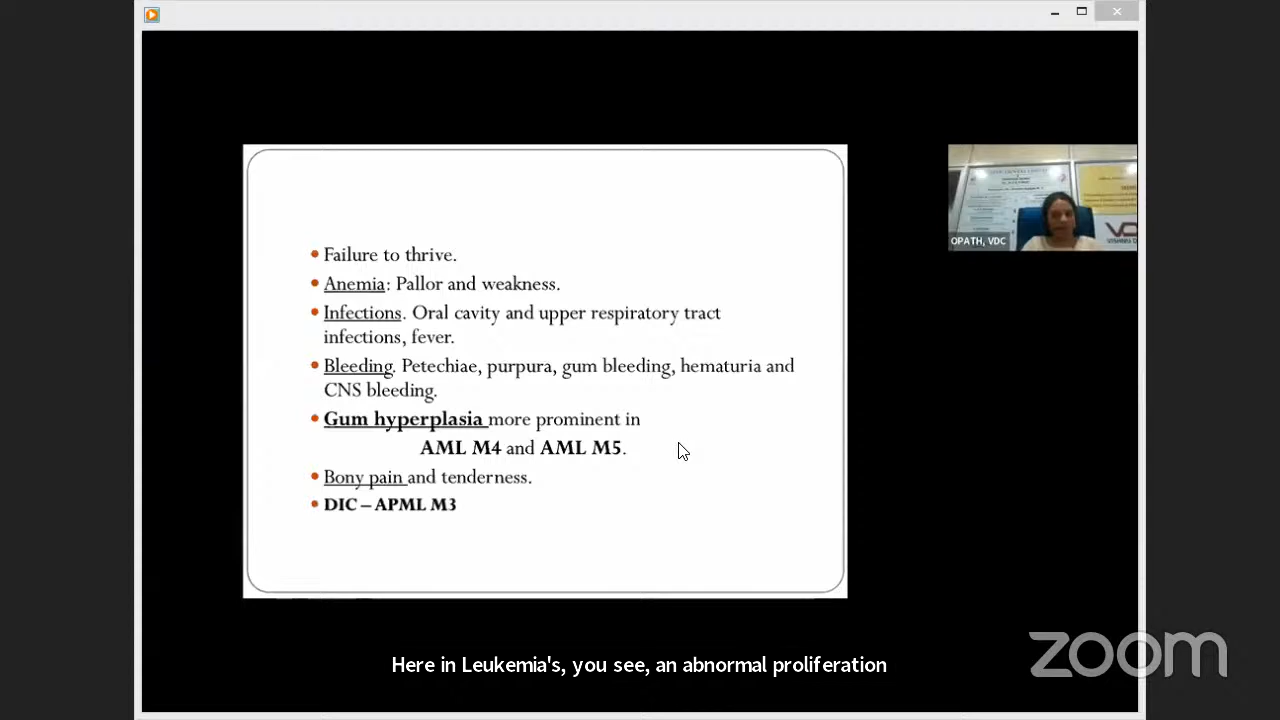 • Failure to thrive.
• Anemia: Pallor and weakness.
• Infections. Oral cavity and upper respiratory tract
infections, fever.
• Bleeding. Petechiae, purpura, gum bleeding, hematuria and
CNS bleeding.
• Gum hyperplasia more prominent in
AML M4 and AML M5.
• Bony pain and tenderness.
• DIC – APML M3
OPATH, VDC
Here in Leukemia's, you see, an abnormal proliferation
zoom